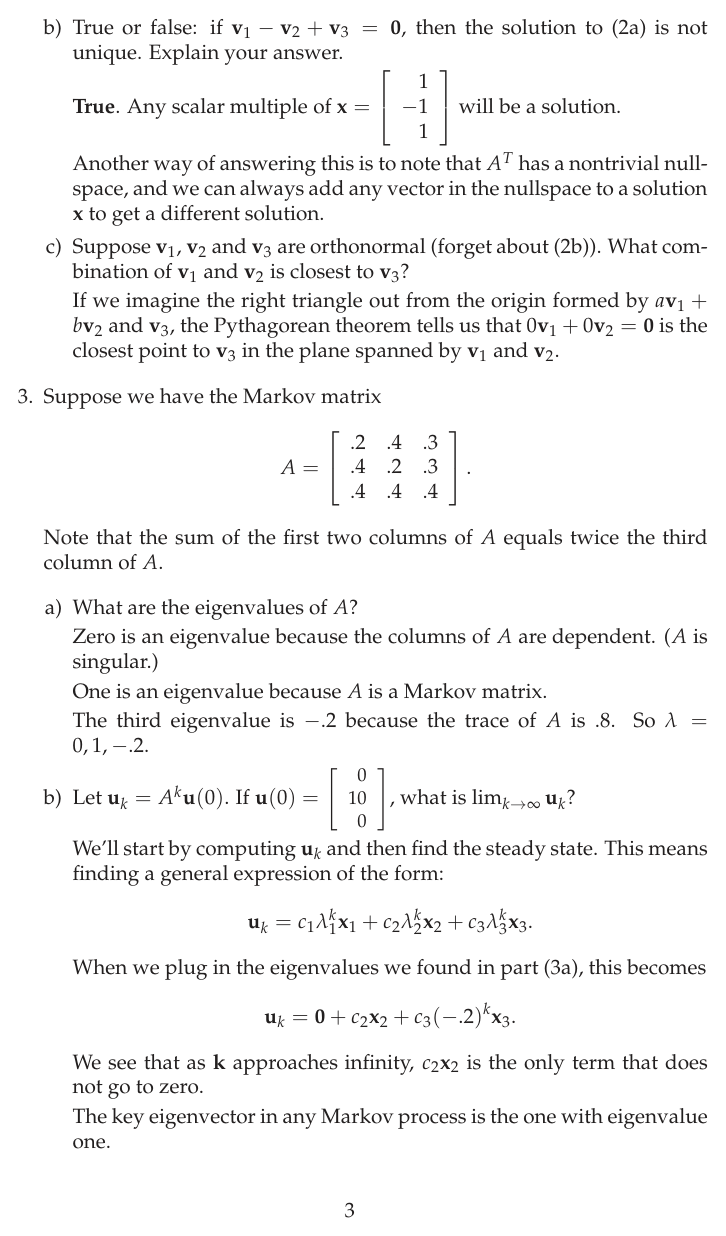 b) True or false: if v₁ − v₂ + v₃ = 0, then the solution to (2a) is not
unique. Explain your answer.
True. Any scalar multiple of x = [ 1 −1 1 ] will be a solution.
Another way of answering this is to note that Aᵀ has a nontrivial null-
space, and we can always add any vector in the nullspace to a solution
x to get a different solution.
c) Suppose v₁, v₂ and v₃ are orthonormal (forget about (2b)). What com-
bination of v₁ and v₂ is closest to v₃?
If we imagine the right triangle out from the origin formed by av₁ +
bv₂ and v₃, the Pythagorean theorem tells us that 0v₁ + 0v₂ = 0 is the
closest point to v₃ in the plane spanned by v₁ and v₂.
3. Suppose we have the Markov matrix
A = [
.2 .4 .3
.4 .2 .3
.4 .4 .4
] .
Note that the sum of the first two columns of A equals twice the third
column of A.
a) What are the eigenvalues of A?
Zero is an eigenvalue because the columns of A are dependent. (A is
singular.)
One is an eigenvalue because A is a Markov matrix.
The third eigenvalue is −.2 because the trace of A is .8. So λ =
0, 1, −.2.
b) Let uₖ = Aᵏu(0). If u(0) = [ 0 10 0 ], what is limₖ→∞ uₖ?
We'll start by computing uₖ and then find the steady state. This means
finding a general expression of the form:
uₖ = c₁λ₁ᵏx₁ + c₂λ₂ᵏx₂ + c₃λ₃ᵏx₃.
When we plug in the eigenvalues we found in part (3a), this becomes
uₖ = 0 + c₂x₂ + c₃(−.2)ᵏx₃.
We see that as k approaches infinity, c₂x₂ is the only term that does
not go to zero.
The key eigenvector in any Markov process is the one with eigenvalue
one.
3